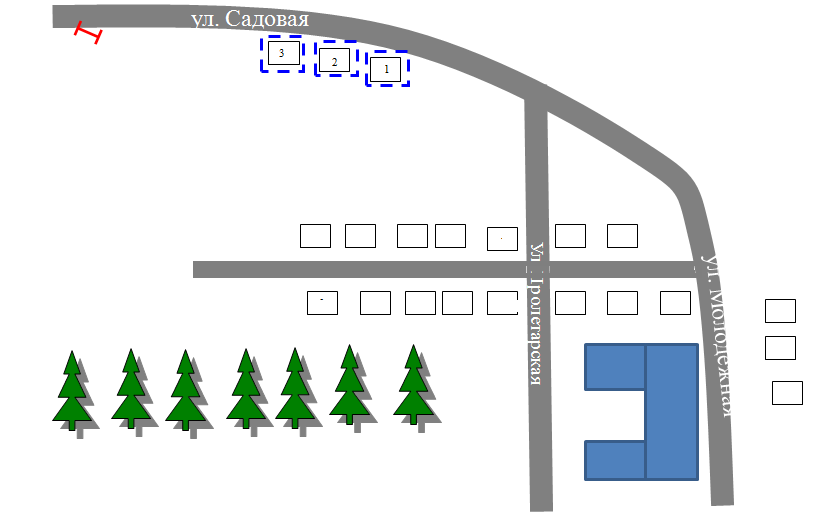 ул. Садовая
3
2
1
Ул. Пролетарская
ул. Молодежная